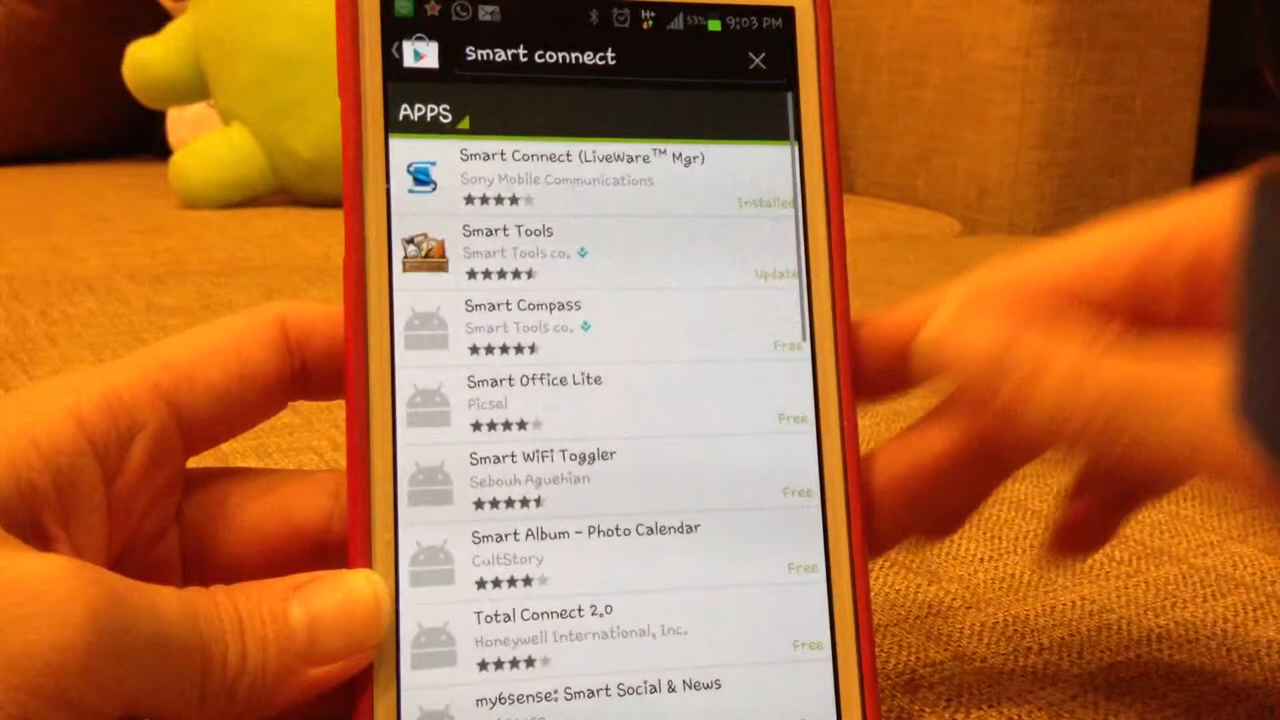 H+ 53% 9:03 PM
smart connect
APPS
Smart Connect (LiveWare™ Mgr)
Sony Mobile Communications
Installed
Smart Tools
Smart Tools co.
Update
Smart Compass
Smart Tools co.
Free
Smart Office Lite
Picsel
Free
Smart WiFi Toggler
Sebouh Aguehian
Free
Smart Album - Photo Calendar
CultStory
Free
Total Connect 2.0
Honeywell International, Inc.
Free
my6sense: Smart Social & News